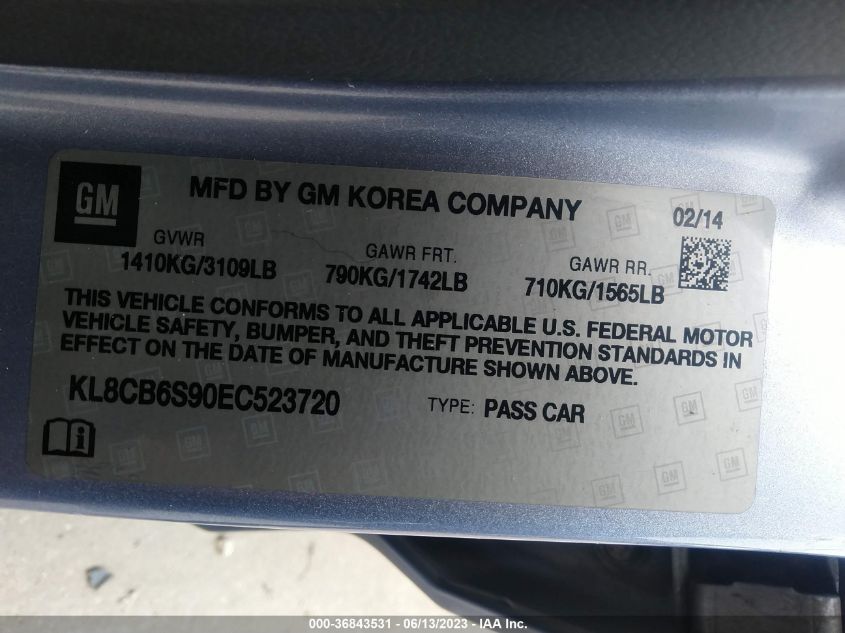 GM
MFD BY GM KOREA COMPANY
02/14
GVWR
1410KG/3109LB
GAWR FRT.
790KG/1742LB
GAWR RR.
710KG/1565LB
THIS VEHICLE CONFORMS TO ALL APPLICABLE U.S. FEDERAL MOTOR
VEHICLE SAFETY, BUMPER, AND THEFT PREVENTION STANDARDS IN
EFFECT ON THE DATE OF MANUFACTURE SHOWN ABOVE.
KL8CB6S90EC523720
TYPE: PASS CAR
000-36843531 - 06/13/2023 - IAA Inc.